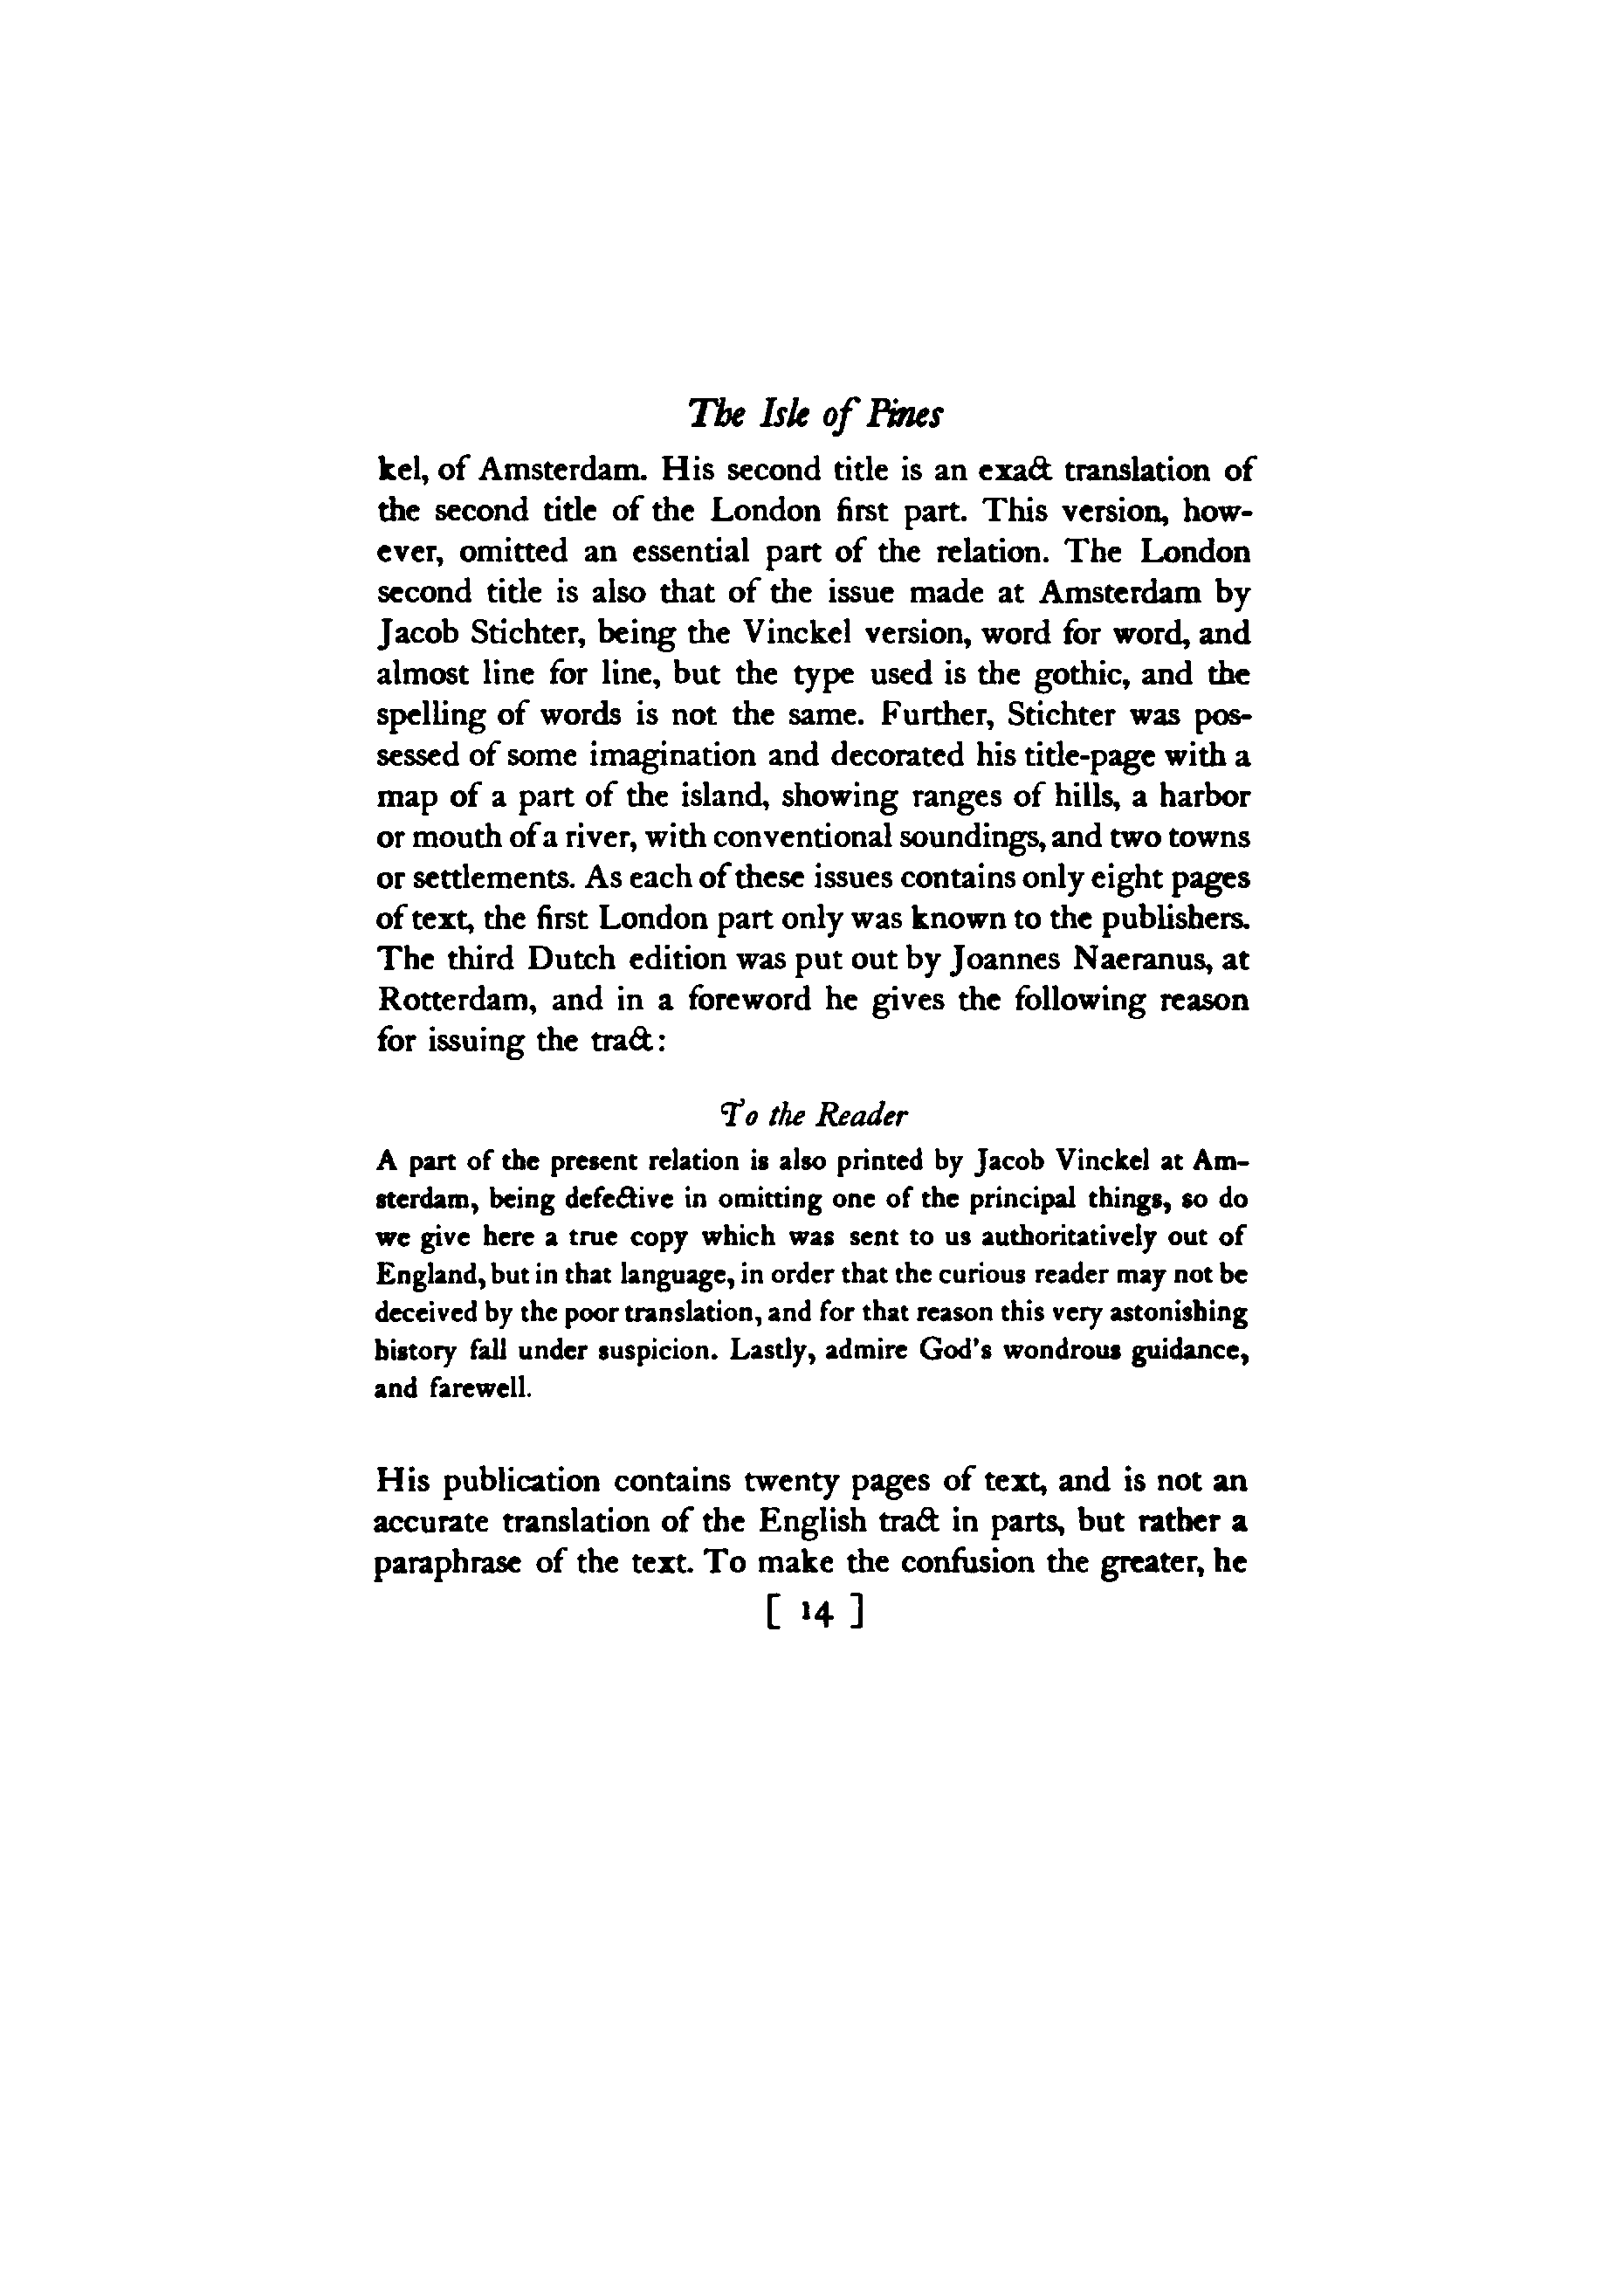 The Isle of Pines
kel, of Amsterdam. His second title is an exact translation of
the second title of the London first part. This version, how-
ever, omitted an essential part of the relation. The London
second title is also that of the issue made at Amsterdam by
Jacob Stichter, being the Vinckel version, word for word, and
almost line for line, but the type used is the gothic, and the
spelling of words is not the same. Further, Stichter was pos-
sessed of some imagination and decorated his title-page with a
map of a part of the island, showing ranges of hills, a harbor
or mouth of a river, with conventional soundings, and two towns
or settlements. As each of these issues contains only eight pages
of text, the first London part only was known to the publishers.
The third Dutch edition was put out by Joannes Naeranus, at
Rotterdam, and in a foreword he gives the following reason
for issuing the tract:
To the Reader
A part of the present relation is also printed by Jacob Vinckel at Am-
sterdam, being defective in omitting one of the principal things, so do
we give here a true copy which was sent to us authoritatively out of
England, but in that language, in order that the curious reader may not be
deceived by the poor translation, and for that reason this very astonishing
history fall under suspicion. Lastly, admire God's wondrous guidance,
and farewell.
His publication contains twenty pages of text, and is not an
accurate translation of the English tract in parts, but rather a
paraphrase of the text. To make the confusion the greater, he
[ 14 ]